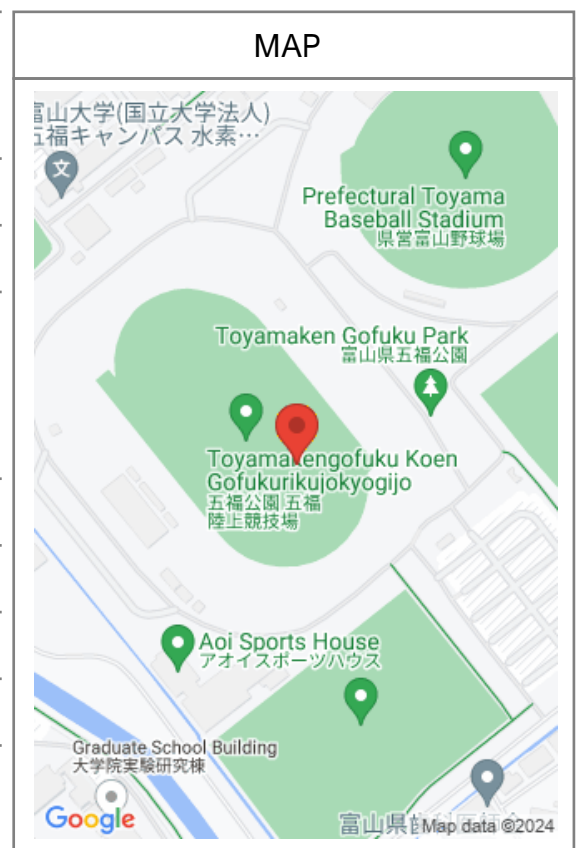 MAP
富山大学(国立大学法人)
五福キャンパス 水素…
文
Prefectural Toyama
Baseball Stadium
県営富山野球場
Toyamaken Gofuku Park
富山県五福公園
Toyamakengofuku Koen
Gofukurikujokyogijo
五福公園 五福
陸上競技場
Aoi Sports House
アオイスポーツハウス
Graduate School Building
大学院実験研究棟
富山県
Google
Map data ©2024